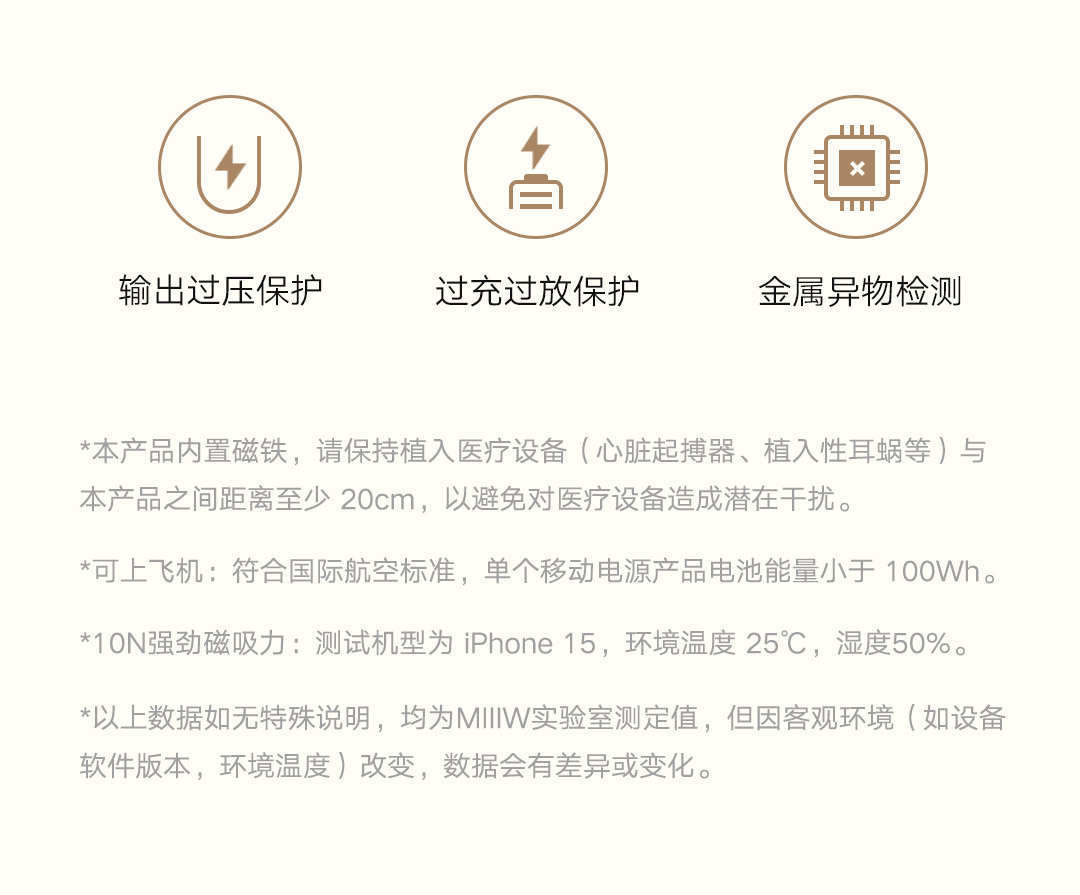 输出过压保护
过充过放保护
金属异物检测
*本产品内置磁铁，请保持植入医疗设备（心脏起搏器、植入性耳蜗等）与
本产品之间距离至少 20cm，以避免对医疗设备造成潜在干扰。
*可上飞机：符合国际航空标准，单个移动电源产品电池能量小于 100Wh。
*10N强劲磁吸力：测试机型为 iPhone 15，环境温度 25℃，湿度50%。
*以上数据如无特殊说明，均为MIIIW实验室测定值，但因客观环境（如设备
软件版本，环境温度）改变，数据会有差异或变化。